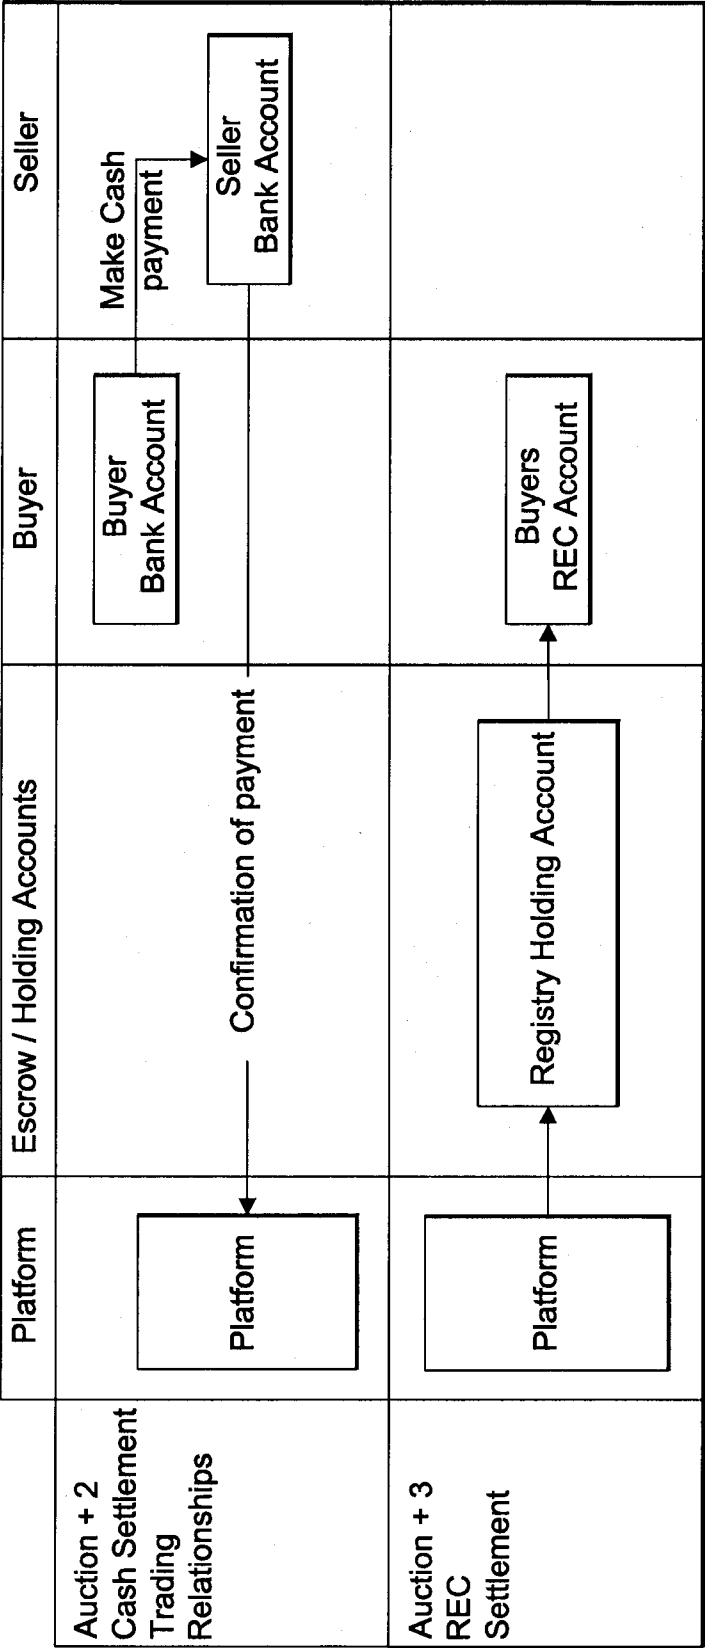 Platform
Escrow / Holding Accounts
Buyer
Seller
Auction + 2
Cash Settlement
Trading
Relationships
Platform
Confirmation of payment
Buyer
Bank Account
Make Cash
payment
Seller
Bank Account
Auction + 3
REC
Settlement
Platform
Registry Holding Account
Buyers
REC Account